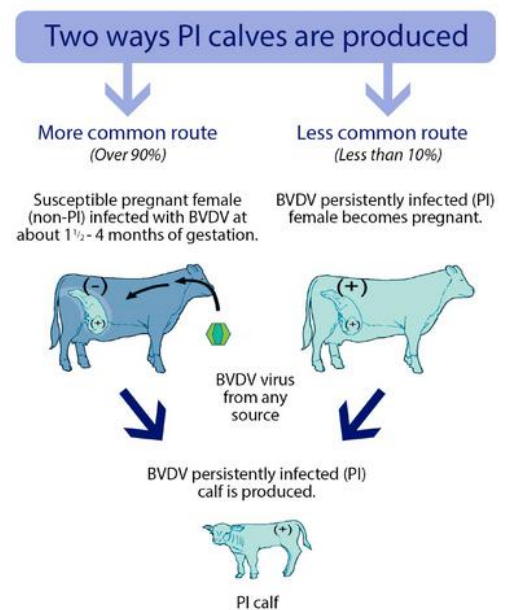 Two ways PI calves are produced
More common route
(Over 90%)
Less common route
(Less than 10%)
Susceptible pregnant female
(non-PI) infected with BVDV at
about 1 1/2 - 4 months of gestation.
BVDV persistently infected (PI)
female becomes pregnant.
(-)
(+)
(+)
(+)
BVDV virus
from any
source
BVDV persistently infected (PI)
calf is produced.
(+)
PI calf